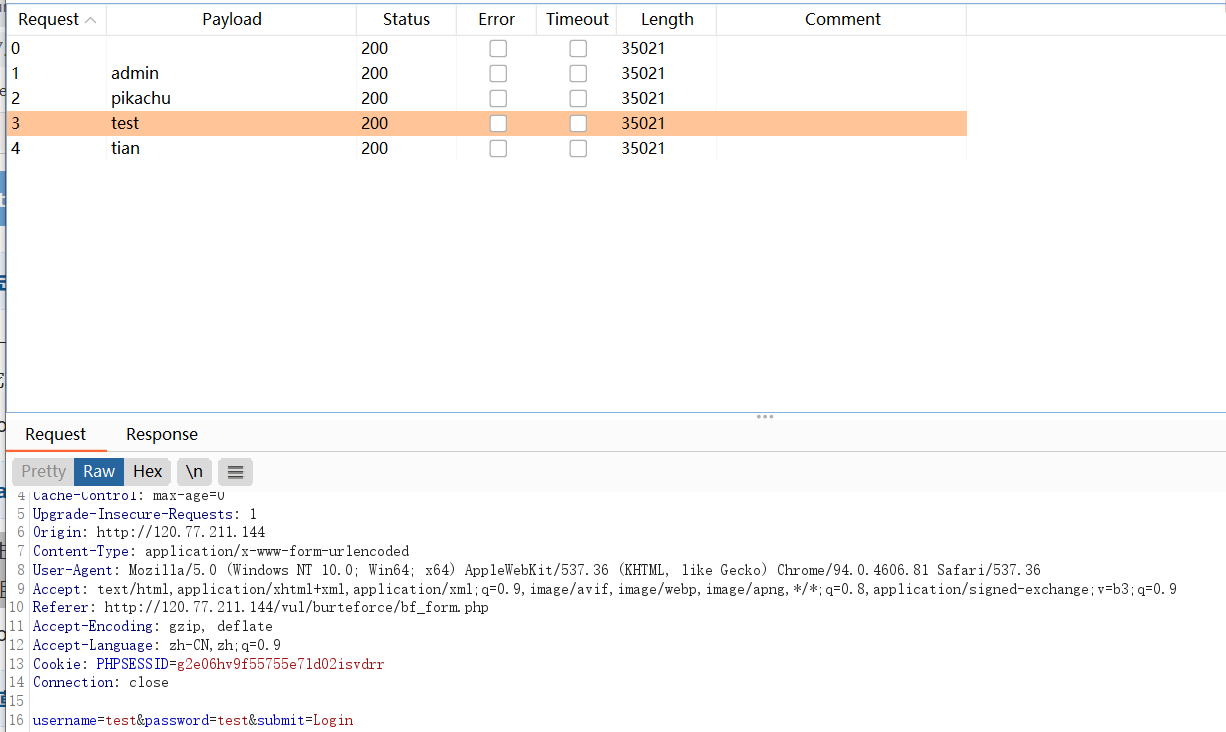 Request Payload Status Error Timeout Length Comment
0 200 35021
1 admin 200 35021
2 pikachu 200 35021
3 test 200 35021
4 tian 200 35021
Request Response
Pretty Raw Hex \n
4 Cache-Control: max-age=0
5 Upgrade-Insecure-Requests: 1
6 Origin: http://120.77.211.144
7 Content-Type: application/x-www-form-urlencoded
8 User-Agent: Mozilla/5.0 (Windows NT 10.0; Win64; x64) AppleWebKit/537.36 (KHTML, like Gecko) Chrome/94.0.4606.81 Safari/537.36
9 Accept: text/html,application/xhtml+xml,application/xml;q=0.9,image/avif,image/webp,image/apng,*/*;q=0.8,application/signed-exchange;v=b3;q=0.9
10 Referer: http://120.77.211.144/vul/burteforce/bf_form.php
11 Accept-Encoding: gzip, deflate
12 Accept-Language: zh-CN,zh;q=0.9
13 Cookie: PHPSESSID=g2e06hv9f55755e7ld02isvdrr
14 Connection: close
15
16 username=test&password=test&submit=Login